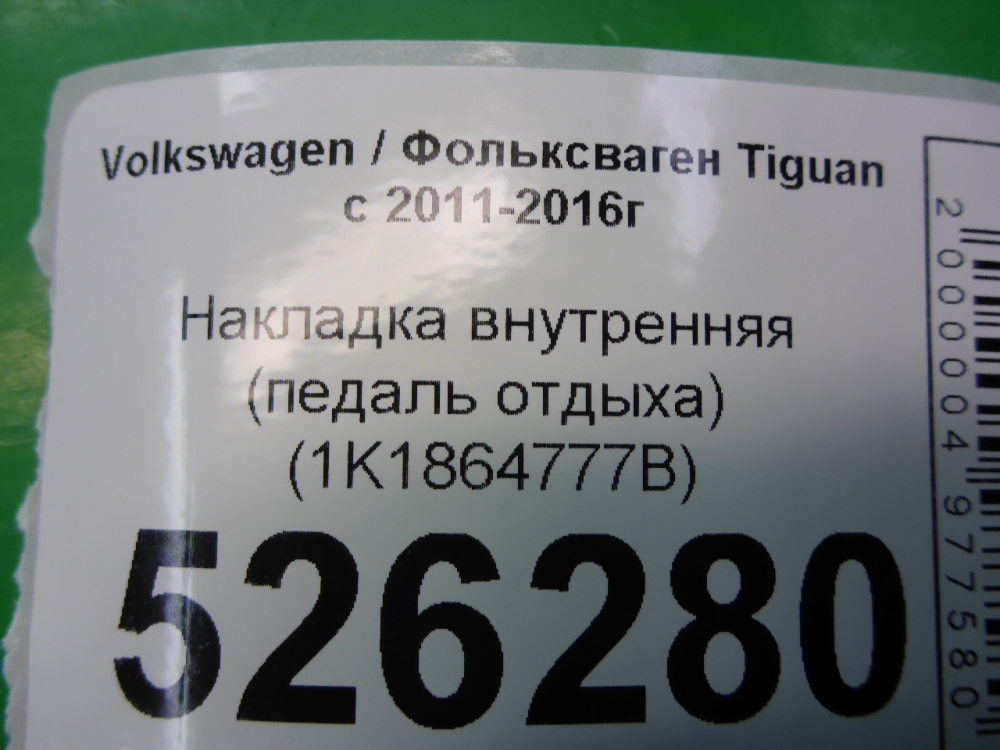 Volkswagen / Фольксваген Tiguan
с 2011-2016г
Накладка внутренняя
(педаль отдыха)
(1K1864777B)
526280
2000004977580